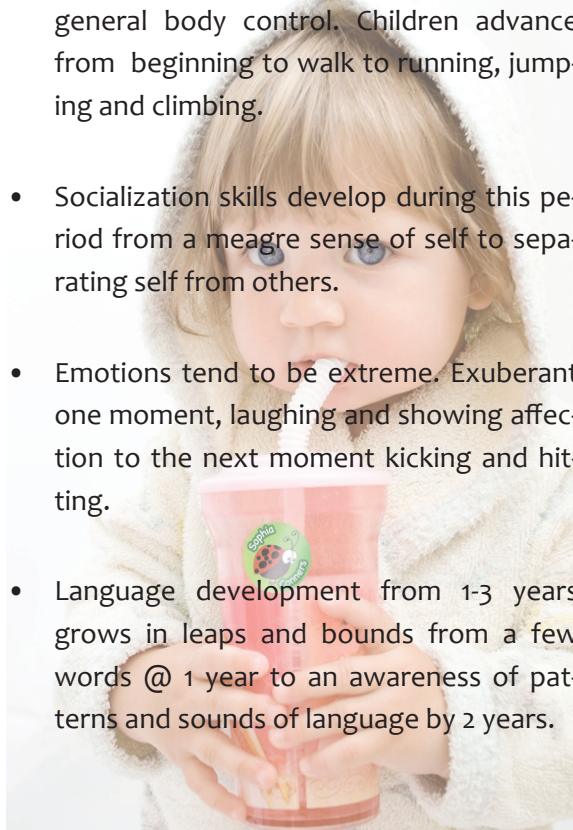 general body control. Children advance
from beginning to walk to running, jump-
ing and climbing.
• Socialization skills develop during this pe-
riod from a meagre sense of self to sepa-
rating self from others.
• Emotions tend to be extreme. Exuberant
one moment, laughing and showing affec-
tion to the next moment kicking and hit-
ting.
Sophia
• Language development from 1-3 years
grows in leaps and bounds from a few
words @ 1 year to an awareness of pat-
terns and sounds of language by 2 years.